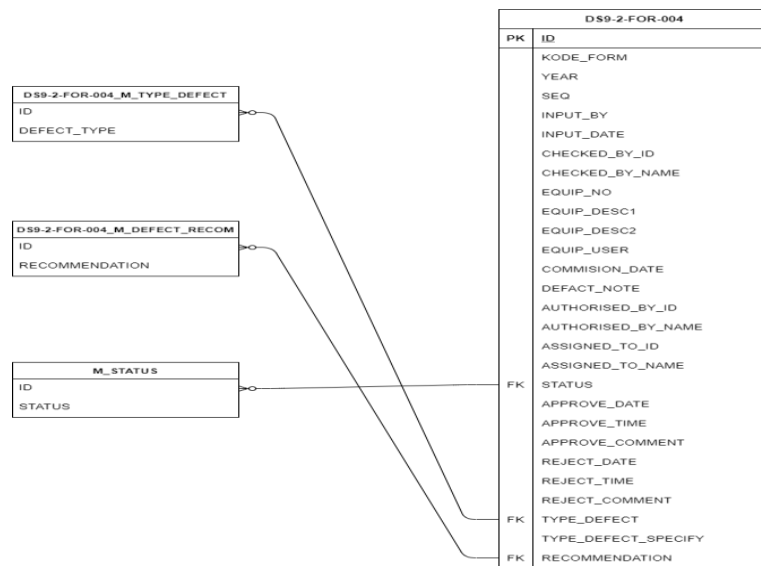 DS9-2-FOR-004
PK ID
KODE_FORM
YEAR
SEQ
INPUT_BY
INPUT_DATE
CHECKED_BY_ID
CHECKED_BY_NAME
EQUIP_NO
EQUIP_DESC1
EQUIP_DESC2
EQUIP_USER
COMMISION_DATE
DEFACT_NOTE
AUTHORISED_BY_ID
AUTHORISED_BY_NAME
ASSIGNED_TO_ID
ASSIGNED_TO_NAME
FK STATUS
APPROVE_DATE
APPROVE_TIME
APPROVE_COMMENT
REJECT_DATE
REJECT_TIME
REJECT_COMMENT
FK TYPE_DEFECT
TYPE_DEFECT_SPECIFY
FK RECOMMENDATION
DS9-2-FOR-004_M_TYPE_DEFECT
ID
DEFECT_TYPE
DS9-2-FOR-004_M_DEFECT_RECOM
ID
RECOMMENDATION
M_STATUS
ID
STATUS